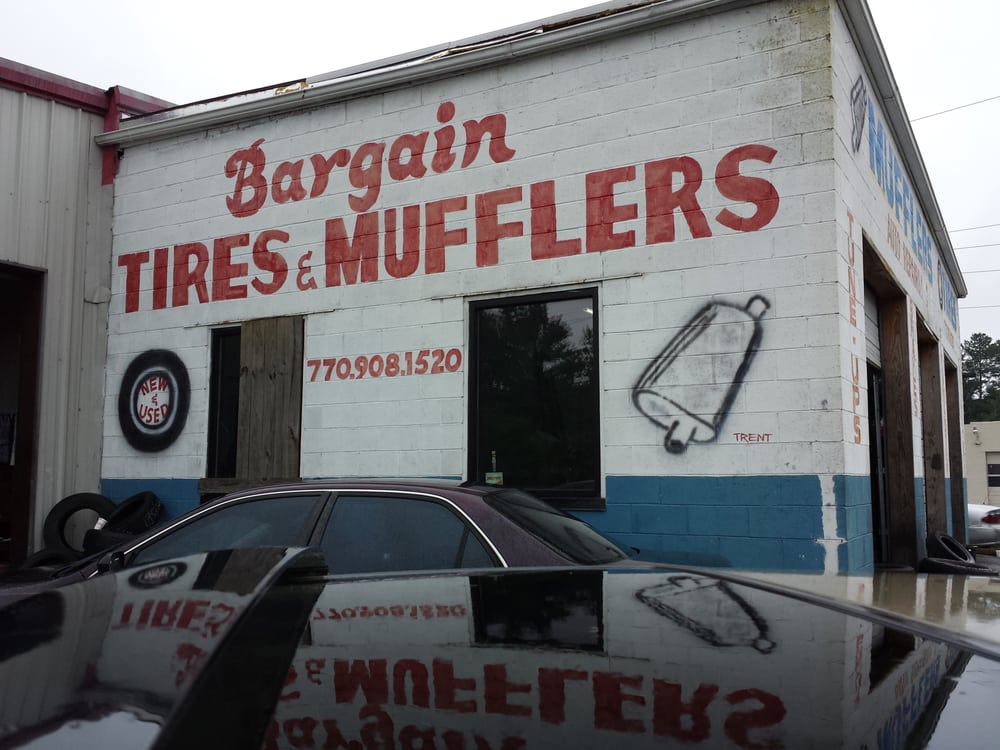 Bargain
TIRES & MUFFLERS
NEW
&
USED
770.908.1520
TRENT
MUFFLERS
TUNE-UPS